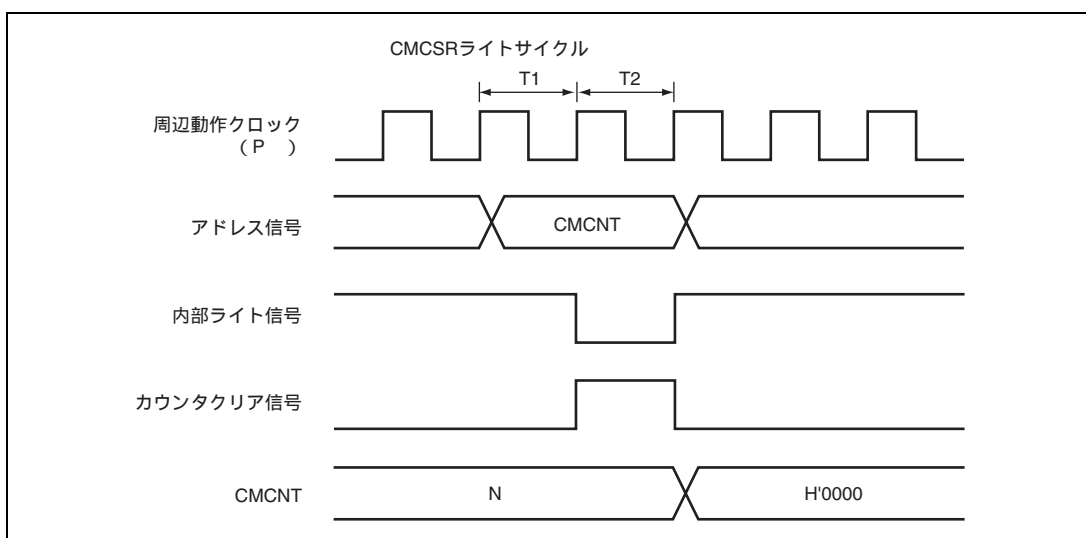 CMCSRライトサイクル
T1
T2
周辺動作クロック
（P　）
アドレス信号
CMCNT
内部ライト信号
カウンタクリア信号
CMCNT
N
H'0000